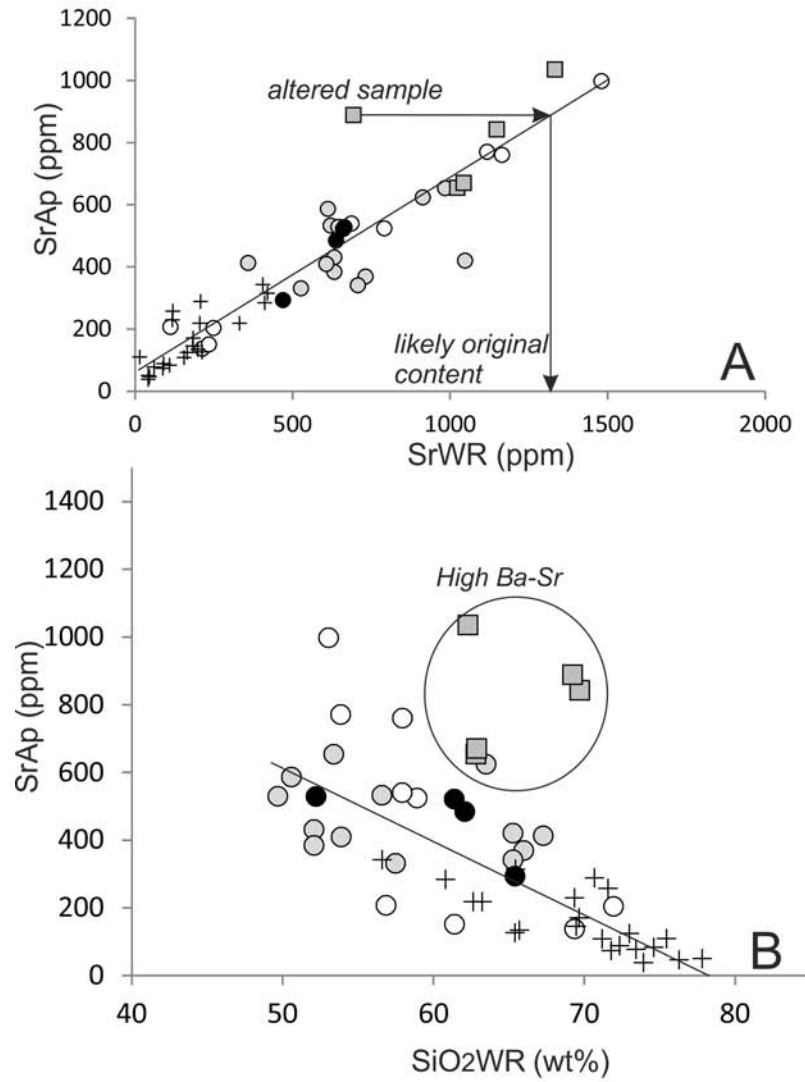 1200
1000
800
600
400
200
0
SrAp (ppm)
altered sample
likely original
content
A
0 500 1000 1500 2000
SrWR (ppm)
1400
1200
1000
800
600
400
200
0
SrAp (ppm)
High Ba-Sr
B
40 50 60 70 80
SiO2WR (wt%)